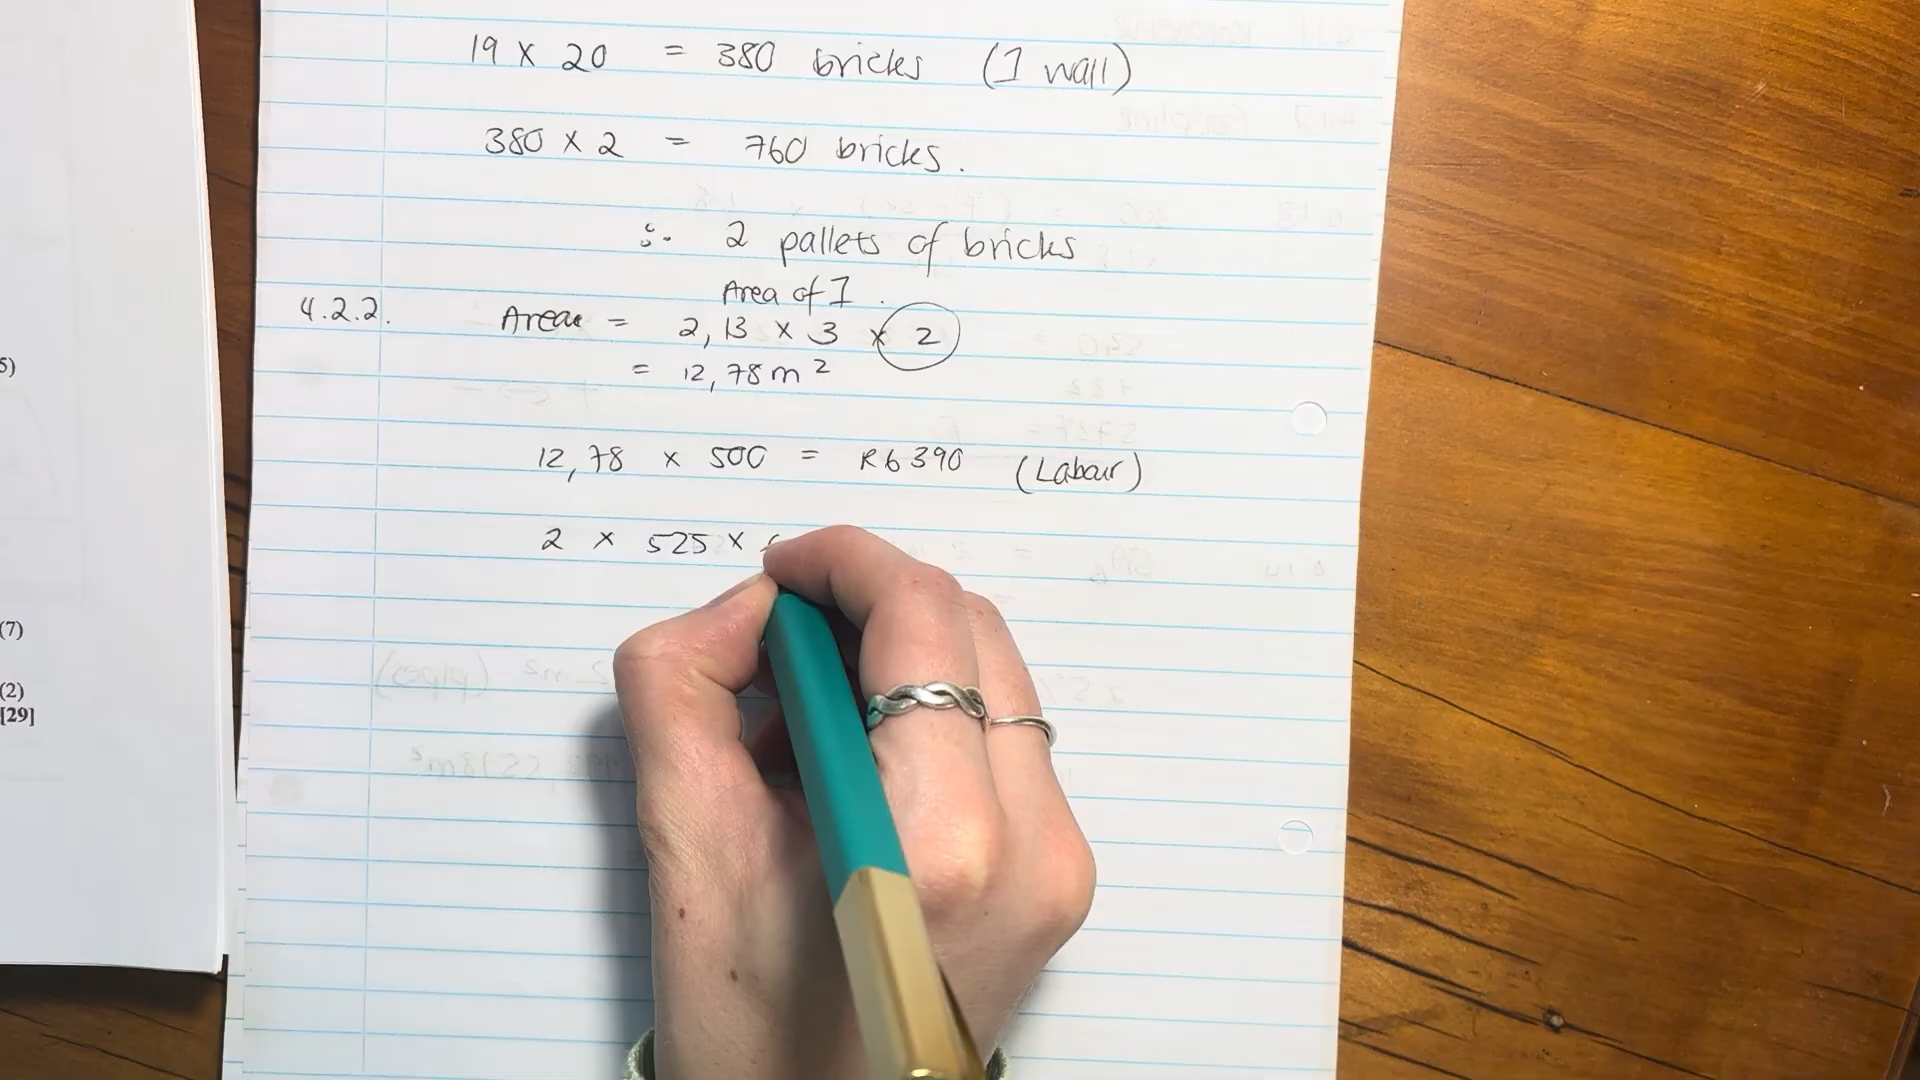 19 x 20 = 380 bricks (1 wall)
380 x 2 = 760 bricks.
∴ 2 pallets of bricks
Area of 1
4.2.2. Area = 2,13 x 3 x 2
= 12,78 m²
12,78 x 500 = R6 390 (Labour)
2 x 525 x
5)
(7)
(2)
[29]